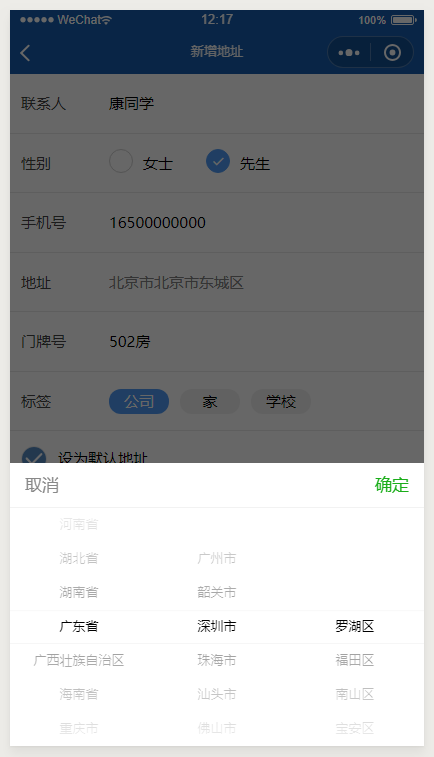 WeChat 12:17 100%
新增地址
联系人 康同学
性别 女士 先生
手机号 16500000000
地址 北京市北京市东城区
门牌号 502房
标签 公司 家 学校
设为默认地址
取消 确定
河南省
湖北省 广州市
湖南省 韶关市
广东省 深圳市 罗湖区
广西壮族自治区 珠海市 福田区
海南省 汕头市 南山区
重庆市 佛山市 宝安区